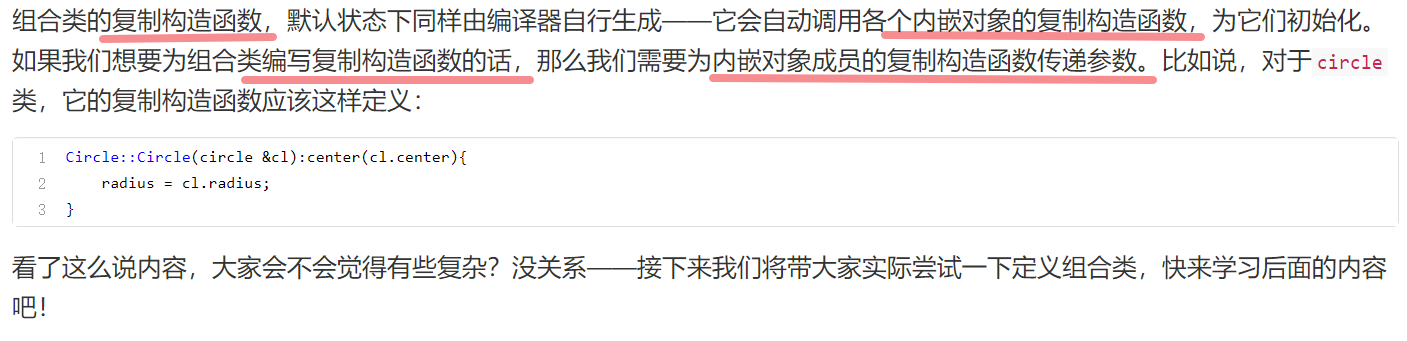 组合类的复制构造函数，默认状态下同样由编译器自行生成——它会自动调用各个内嵌对象的复制构造函数，为它们初始化。
如果我们想要为组合类编写复制构造函数的话，那么我们需要为内嵌对象成员的复制构造函数传递参数。比如说，对于 circle
类，它的复制构造函数应该这样定义：
1 Circle::Circle(circle &cl):center(cl.center){
2     radius = cl.radius;
3 }
看了这么说内容，大家会不会觉得有些复杂？没关系——接下来我们将带大家实际尝试一下定义组合类，快来学习后面的内容
吧！